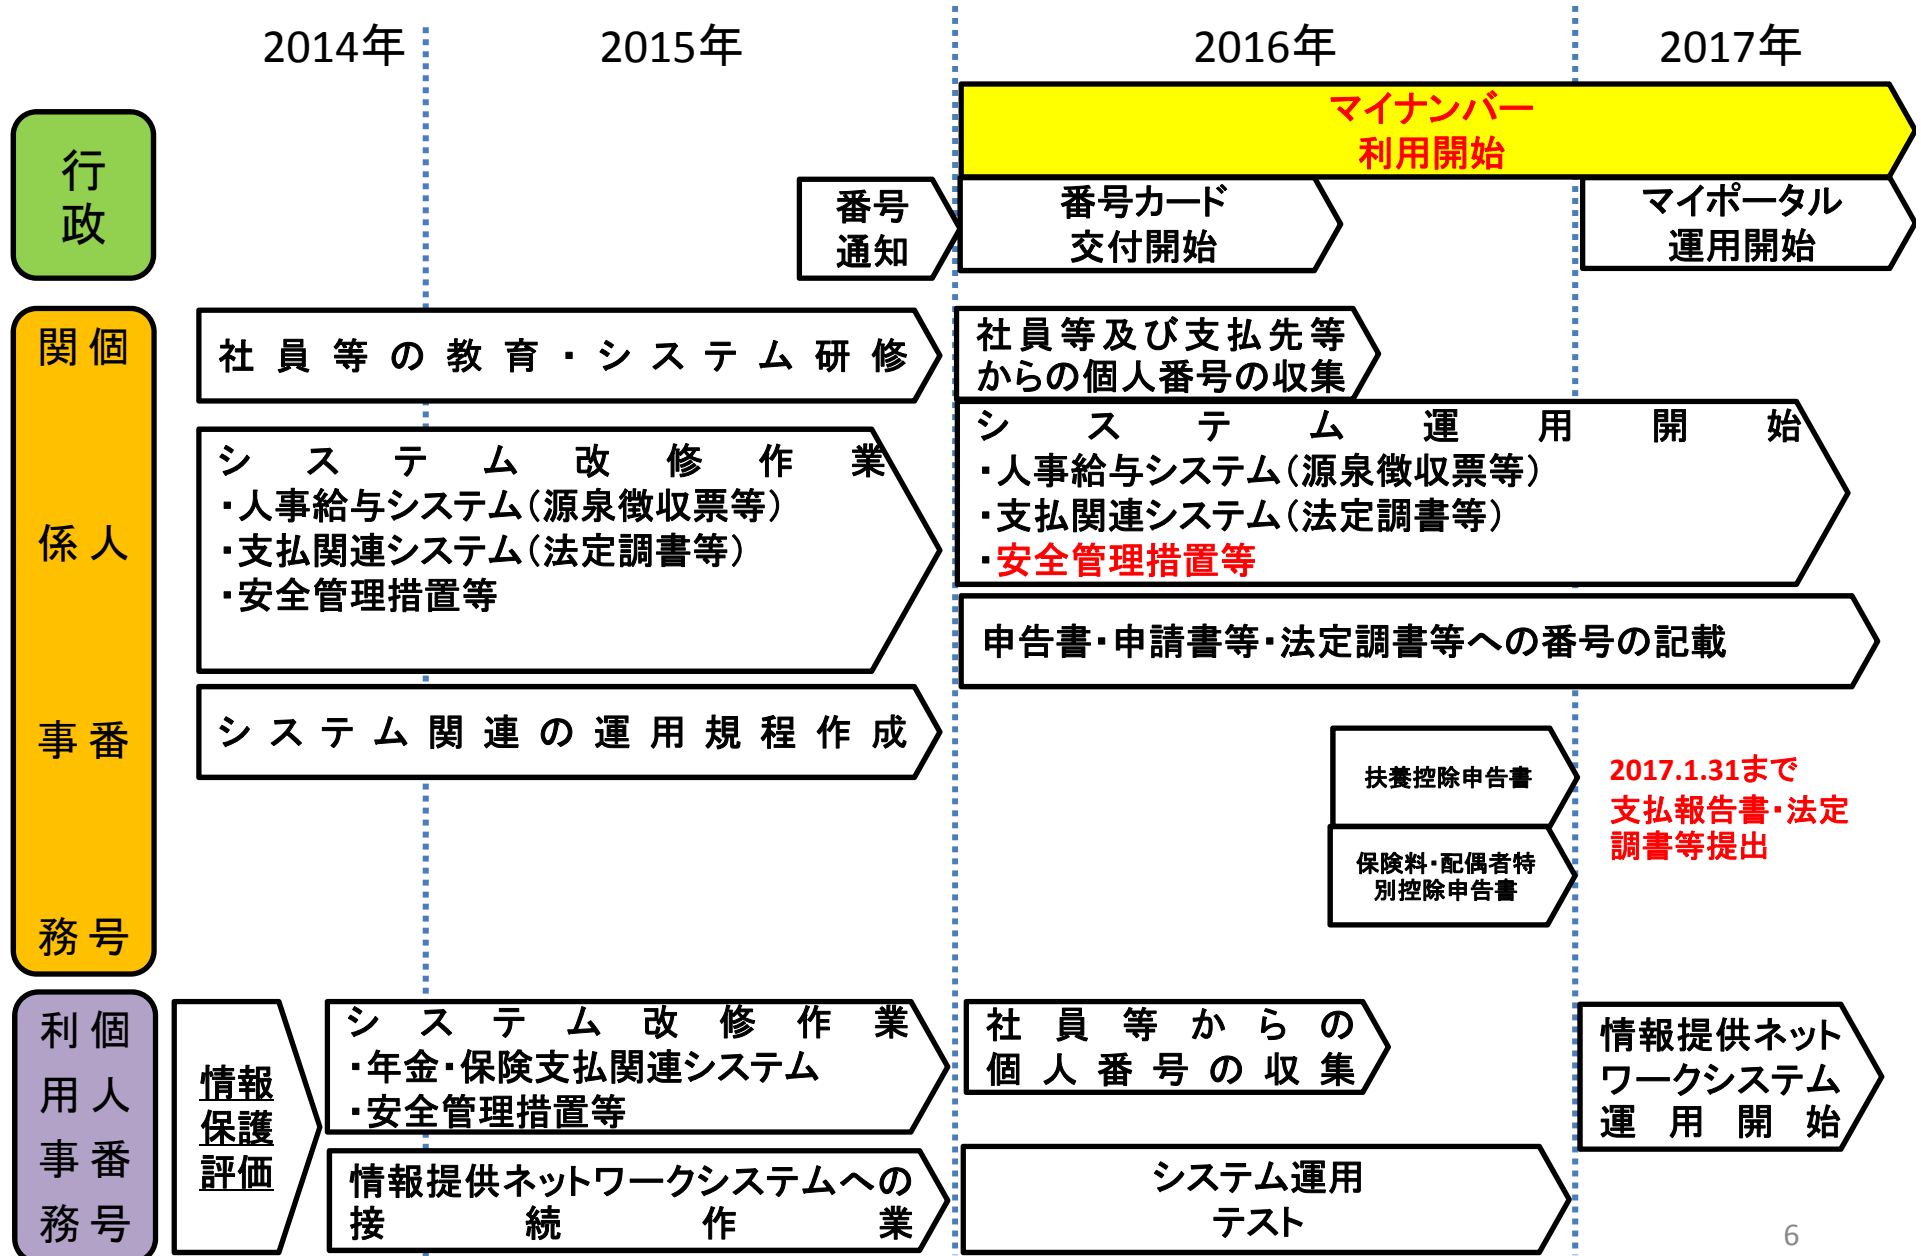 2014年
2015年
2016年
2017年
行
政
マイナンバー
利用開始
番号
通知
番号カード
交付開始
マイポータル
運用開始
個人番号
関係事務
社員等の教育・システム研修
システム改修作業
・人事給与システム(源泉徴収票等)
・支払関連システム(法定調書等)
・安全管理措置等
システム関連の運用規程作成
社員等及び支払先等
からの個人番号の収集
システム運用開始
・人事給与システム(源泉徴収票等)
・支払関連システム(法定調書等)
・安全管理措置等
申告書・申請書等・法定調書等への番号の記載
扶養控除申告書
保険料・配偶者特
別控除申告書
2017.1.31まで
支払報告書・法定
調書等提出
個人番号
利用事務
情報
保護
評価
システム改修作業
・年金・保険支払関連システム
・安全管理措置等
情報提供ネットワークシステムへの
接続作業
社員等からの
個人番号の収集
システム運用
テスト
情報提供ネット
ワークシステム
運用開始
6